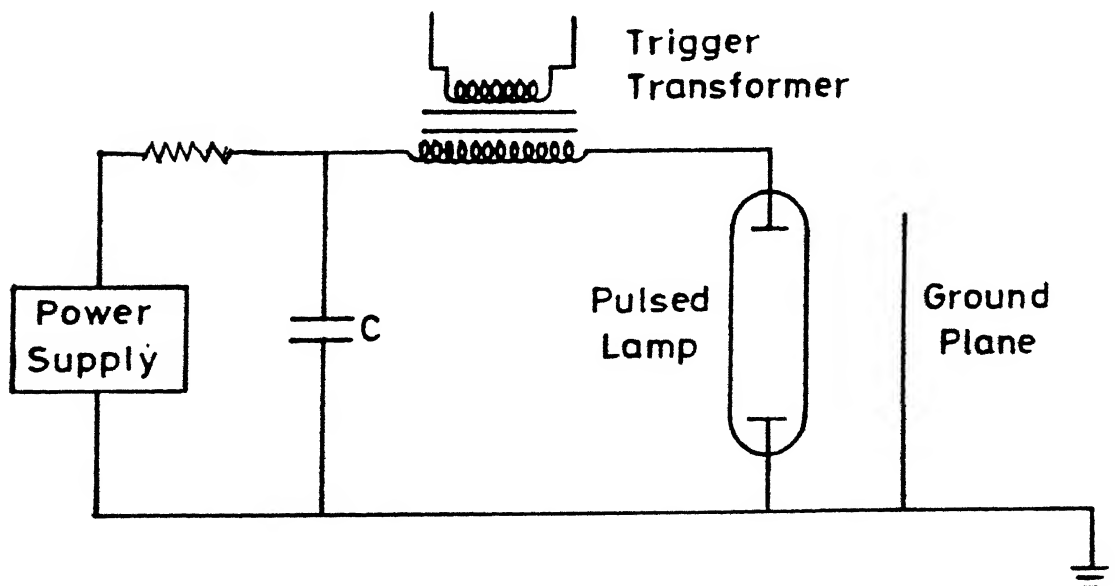 Trigger
Transformer
Power
Supply
C
Pulsed
Lamp
Ground
Plane